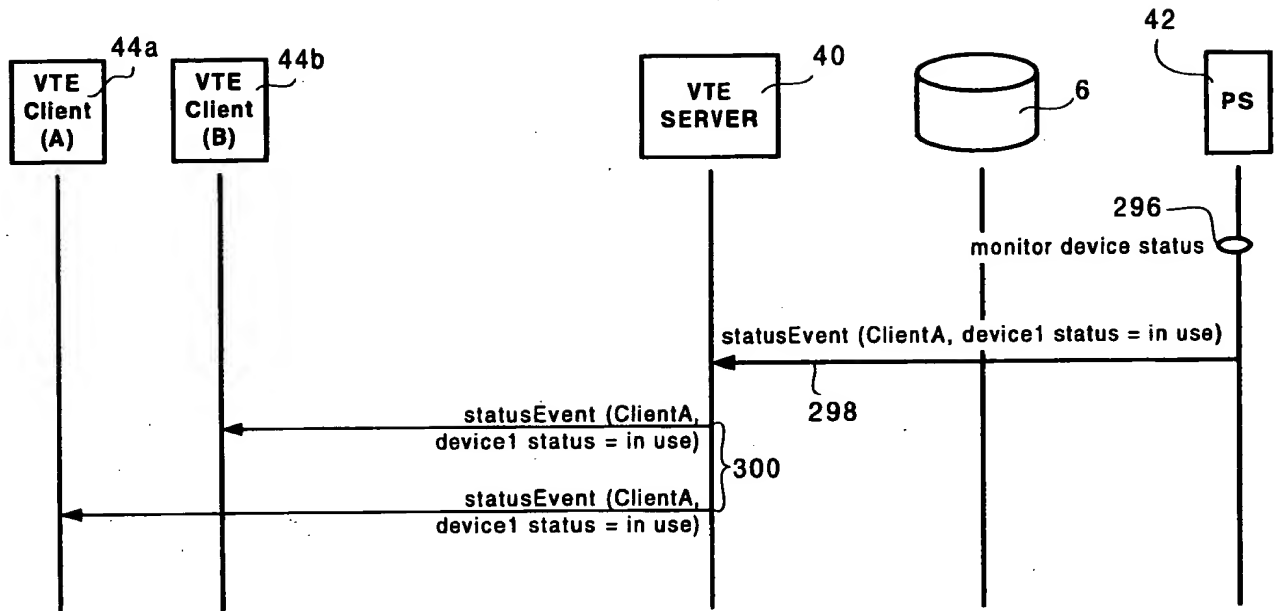 44a
VTE
Client
(A)
44b
VTE
Client
(B)
40
VTE
SERVER
6
42
PS
296
monitor device status
statusEvent (ClientA, device1 status = in use)
298
statusEvent (ClientA,
device1 status = in use)
300
statusEvent (ClientA,
device1 status = in use)